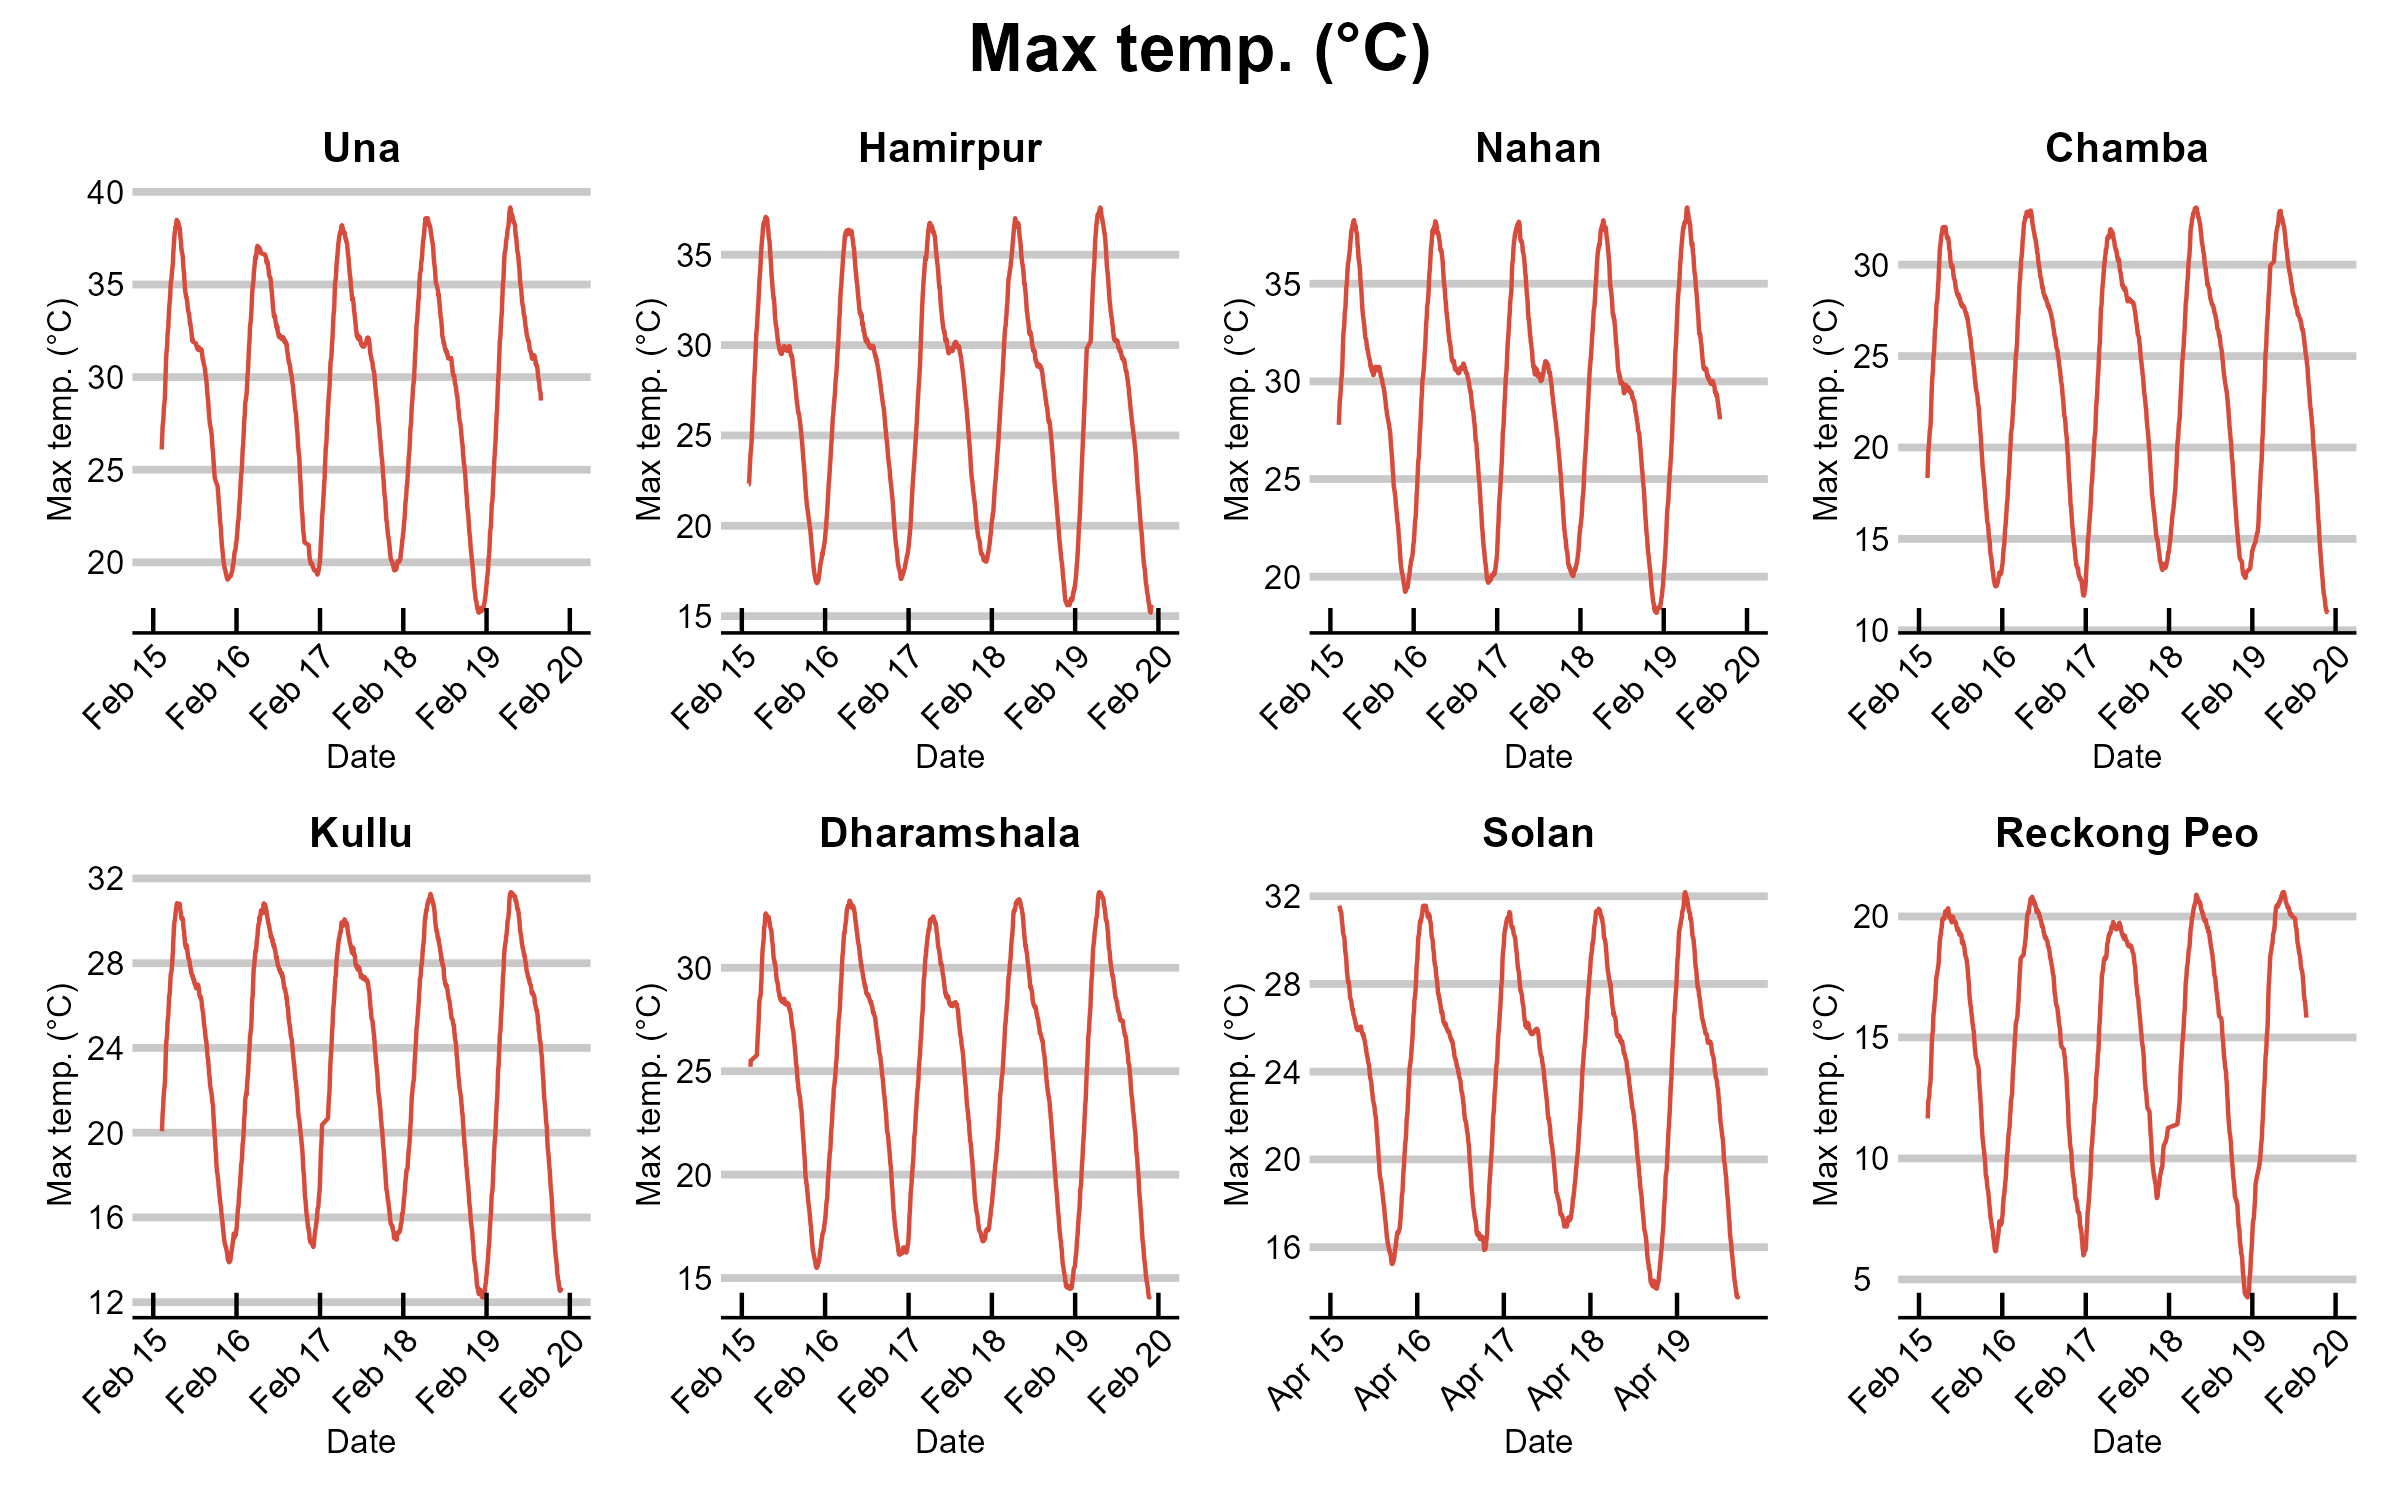 Max temp. (°C)
Una
Hamirpur
Nahan
Chamba
Max temp. (°C)
40
35
30
25
20
Feb 15
Feb 16
Feb 17
Feb 18
Feb 19
Feb 20
Date
Max temp. (°C)
35
30
25
20
15
Feb 15
Feb 16
Feb 17
Feb 18
Feb 19
Feb 20
Date
Max temp. (°C)
35
30
25
20
Feb 15
Feb 16
Feb 17
Feb 18
Feb 19
Feb 20
Date
Max temp. (°C)
30
25
20
15
10
Feb 15
Feb 16
Feb 17
Feb 18
Feb 19
Feb 20
Date
Kullu
Dharamshala
Solan
Reckong Peo
Max temp. (°C)
32
28
24
20
16
12
Feb 15
Feb 16
Feb 17
Feb 18
Feb 19
Feb 20
Date
Max temp. (°C)
30
25
20
15
Feb 15
Feb 16
Feb 17
Feb 18
Feb 19
Feb 20
Date
Max temp. (°C)
32
28
24
20
16
Apr 15
Apr 16
Apr 17
Apr 18
Apr 19
Date
Max temp. (°C)
20
15
10
5
Feb 15
Feb 16
Feb 17
Feb 18
Feb 19
Feb 20
Date